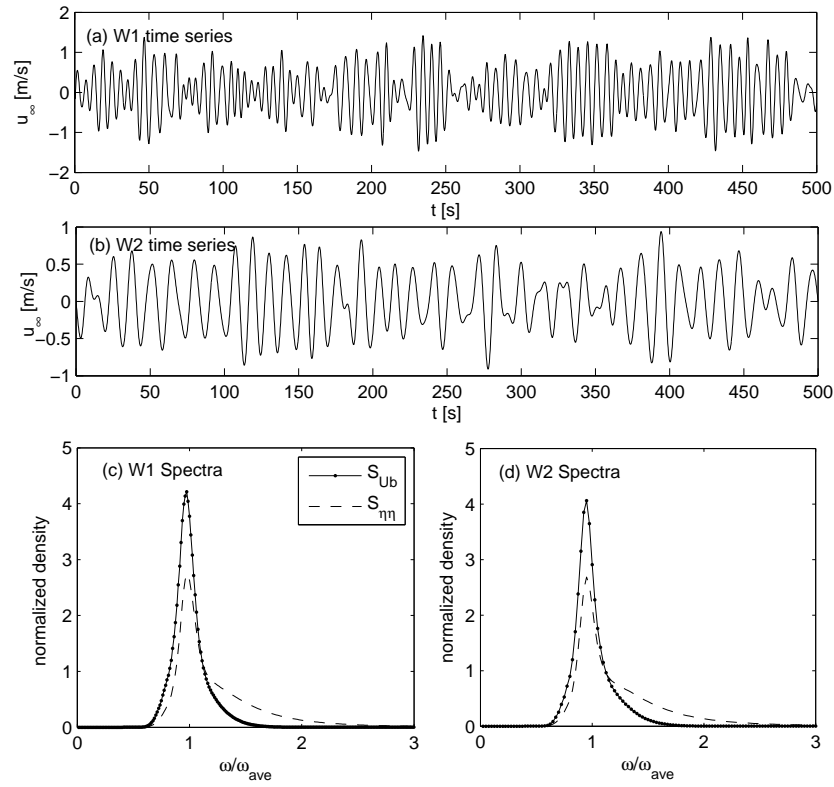 (a) W1 time series
2
1
0
−1
−2
u∞ [m/s]
0 50 100 150 200 250 300 350 400 450 500
t [s]
(b) W2 time series
1
0.5
0
−0.5
−1
u∞ [m/s]
0 50 100 150 200 250 300 350 400 450 500
t [s]
(c) W1 Spectra
S_Ub
S_ηη
5
4
3
2
1
0
normalized density
0 1 2 3
ω/ω_ave
(d) W2 Spectra
5
4
3
2
1
0
normalized density
0 1 2 3
ω/ω_ave